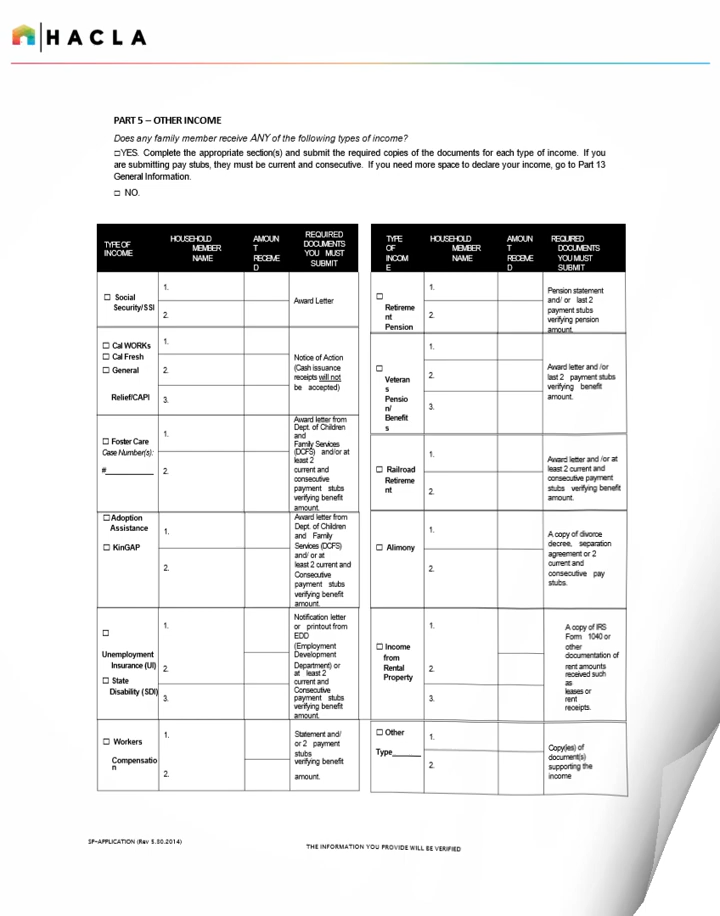 HACLA
PART 5 – OTHER INCOME
Does any family member receive ANY of the following types of income?
□YES. Complete the appropriate section(s) and submit the required copies of the documents for each type of income. If you
are submitting pay stubs, they must be current and consecutive. If you need more space to declare your income, go to Part 13
General Information.
□ NO.
TYPE OF
INCOME
HOUSEHOLD
MEMBER
NAME
AMOUN
T
RECEIVE
D
REQUIRED
DOCUMENTS
YOU MUST
SUBMIT
□ Social
Security/SSI
1.
2.
Award Letter
□ Cal WORKs
□ Cal Fresh
□ General
Relief/CAPI
1.
2.
3.
Notice of Action
(Cash issuance
receipts will not
be accepted)
□ Foster Care
Case Number(s):
#__________
1.
2.
Award letter from
Dept. of Children
and
Family Services
(DCFS) and/or at
least 2
current and
consecutive
payment stubs
verifying benefit
amount.
□ Adoption
Assistance
□ KinGAP
1.
2.
Award letter from
Dept. of Children
and Family
Services (DCFS)
and/ or at
least 2 current and
Consecutive
payment stubs
verifying benefit
amount.
□
Unemployment
Insurance (UI)
□ State
Disability (SDI)
1.
2.
3.
Notification letter
or printout from
EDD
(Employment
Development
Department) or
at least 2
current and
Consecutive
payment stubs
verifying benefit
amount.
□ Workers
Compensatio
n
1.
2.
Statement and/
or 2 payment
stubs
verifying benefit
amount.
TYPE
OF
INCOM
E
HOUSEHOLD
MEMBER
NAME
AMOUN
T
RECEIVE
D
REQUIRED
DOCUMENTS
YOU MUST
SUBMIT
□
Retireme
nt
Pension
1.
2.
Pension statement
and/ or last 2
payment stubs
verifying pension
amount.
□
Veteran
s
Pensio
n/
Benefit
s
1.
2.
3.
Award letter and /or
last 2 payment stubs
verifying benefit
amount.
□ Railroad
Retireme
nt
1.
2.
Award letter and /or at
least 2 current and
consecutive payment
stubs verifying benefit
amount.
□ Alimony
1.
2.
A copy of divorce
decree, separation
agreement or 2
current and
consecutive pay
stubs.
□ Income
from
Rental
Property
1.
2.
3.
A copy of IRS
Form 1040 or
other
documentation of
rent amounts
received such
as
leases or
rent
receipts.
□ Other
Type______
1.
2.
Copy(ies) of
document(s)
supporting the
income
SP-APPLICATION (Rev 5.30.2014)
THE INFORMATION YOU PROVIDE WILL BE VERIFIED